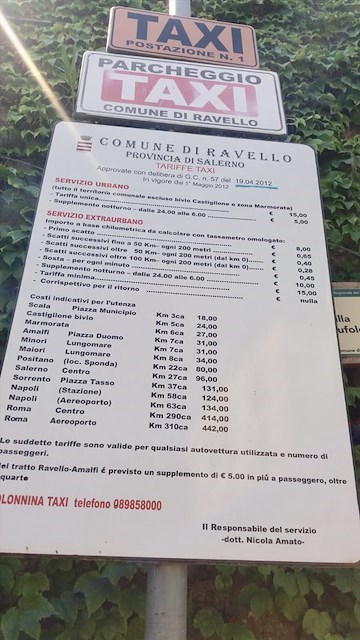 TAXI
POSTAZIONE N. 1
PARCHEGGIO
TAXI
COMUNE DI RAVELLO
COMUNE DI RAVELLO
PROVINCIA DI SALERNO
TARIFFE TAXI
Approvate con delibera di G.C. n. 57 del 19.04.2012
In vigore dal 1° Maggio 2012
SERVIZIO URBANO
(tutto il territorio comunale escluso bivio Castiglione e zona Marmorata)
- Tariffa unica € 15,00
- Supplemento notturno - dalle 24.00 alle 6.00 € 5,00
SERVIZIO EXTRAURBANO
Importo a base chilometrica da calcolare con tassametro omologato:
- Primo scatto € 8,00
- Scatti successivi fino a 50 Km- ogni 200 metri € 0,65
- Scatti successivi oltre 50 Km- ogni 200 metri (dal km 0) € 0,40
- Scatti successivi oltre 100 Km- ogni 200 metri (dal km 0) € 0,28
- Sosta - per ogni minuto € 0,45
- Supplemento notturno - dalle 24.00 alle 6.00 € 10,00
- Tariffa minima € 15,00
- Corrispettivo per il ritorno nulla
Costi indicativi per l'utenza
Scala Piazza Municipio Km 3ca 18,00
Castiglione bivio Km 5ca 24,00
Marmorata Km 6ca 27,00
Amalfi Piazza Duomo Km 7ca 31,00
Minori Lungomare Km 7ca 31,00
Maiori Lungomare Km 8ca 34,00
Positano (loc. Sponda) Km 22ca 80,00
Salerno Centro Km 27ca 96,00
Sorrento Piazza Tasso Km 37ca 131,00
Napoli (Stazione) Km 58ca 124,00
Napoli (Aereoporto) Km 63ca 134,00
Roma Centro Km 290ca 414,00
Roma Aereoporto Km 310ca 442,00
Le suddette tariffe sono valide per qualsiasi autovettura utilizzata e numero di
passeggeri.
Nel tratto Ravello-Amalfi é previsto un supplemento di € 5.00 in più a passeggero, oltre
quarto
OLONNINA TAXI telefono 089858000
Il Responsabile del servizio
-dott. Nicola Amato-
lla
ufolo